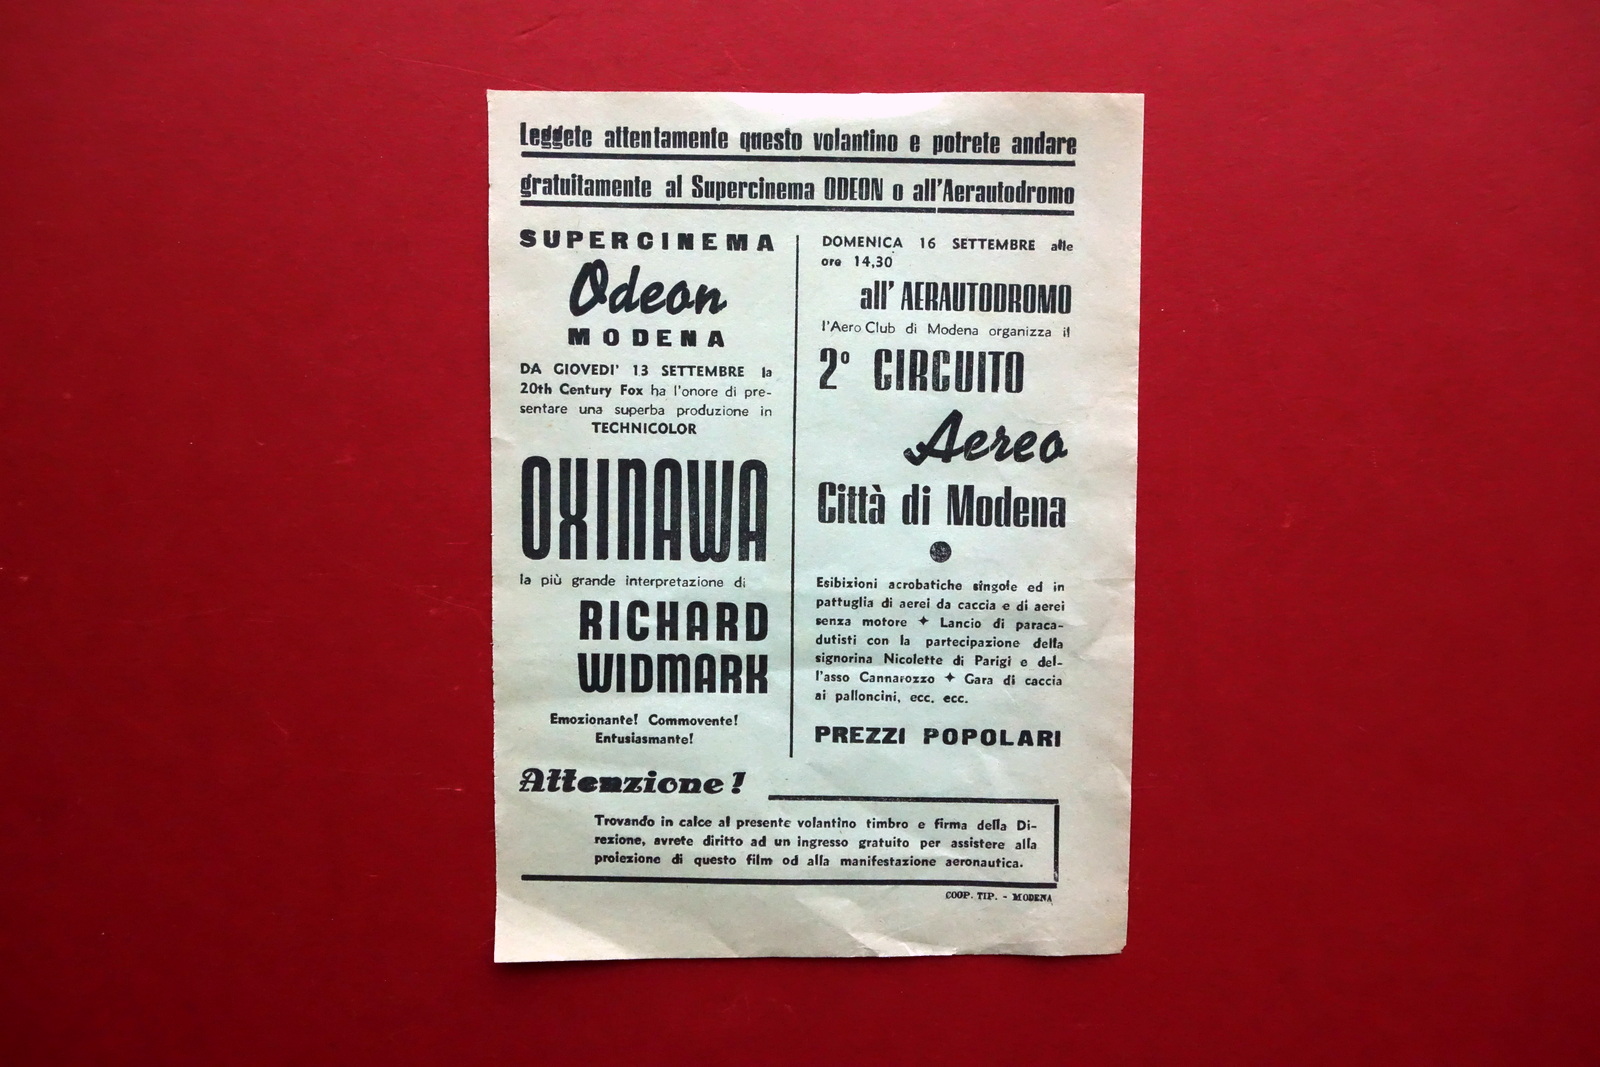 Leggete attentamente questo volantino e potrete andare
gratuitamente al Supercinema ODEON o all'Aerautodromo
SUPERCINEMA
Odeon
MODENA
DA GIOVEDI' 13 SETTEMBRE la
20th Century Fox ha l'onore di pre-
sentare una superba produzione in
TECHNICOLOR
OKINAWA
la più grande interpretazione di
RICHARD
WIDMARK
Emozionante! Commovente!
Entusiasmante!
DOMENICA 16 SETTEMBRE alle
ore 14,30
all' AERAUTODROMO
l'Aero Club di Modena organizza il
2° CIRCUITO
Aereo
Città di Modena
Esibizioni acrobatiche singole ed in
pattuglia di aerei da caccia e di aerei
senza motore ✦ Lancio di paraca-
dutisti con la partecipazione della
signorina Nicolette di Parigi e del-
l'asso Cannarozzo ✦ Gara di caccia
ai palloncini, ecc. ecc.
PREZZI POPOLARI
Attenzione!
Trovando in calce al presente volantino timbro e firma della Di-
rezione, avrete diritto ad un ingresso gratuito per assistere alla
proiezione di questo film od alla manifestazione aeronautica.
COOP. TIP. - MODENA